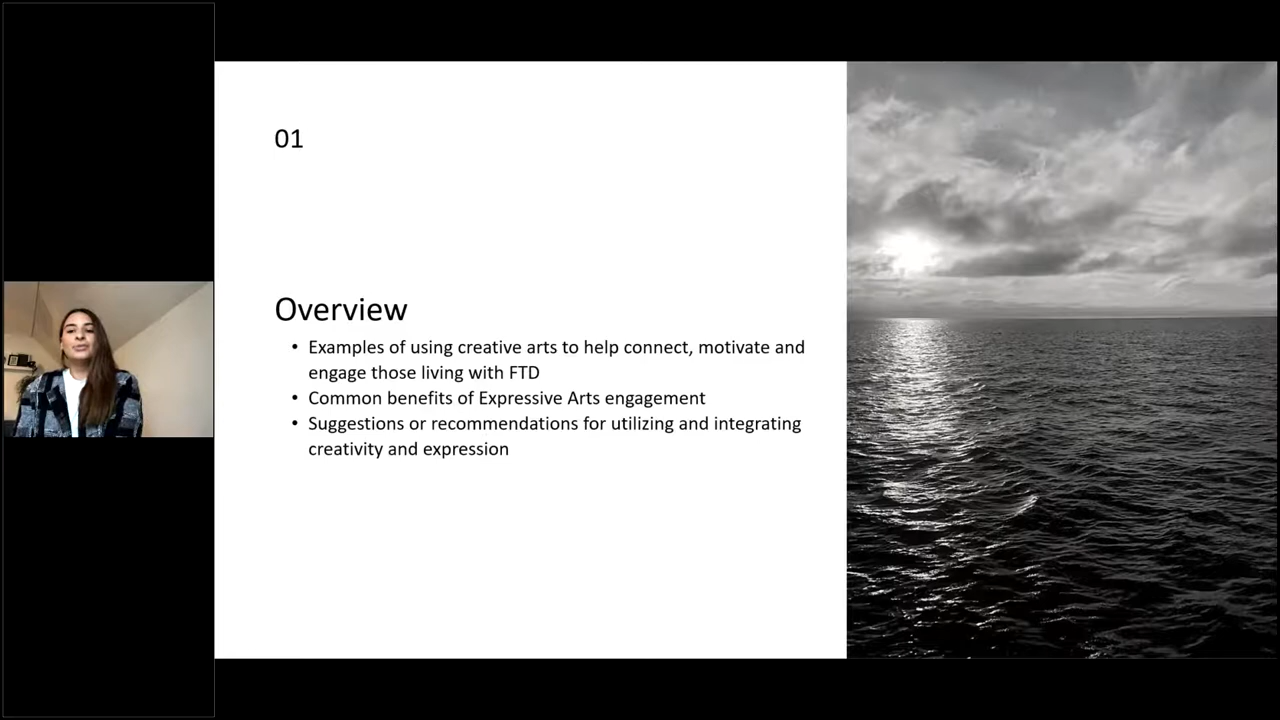 01
Overview
• Examples of using creative arts to help connect, motivate and
engage those living with FTD
• Common benefits of Expressive Arts engagement
• Suggestions or recommendations for utilizing and integrating
creativity and expression